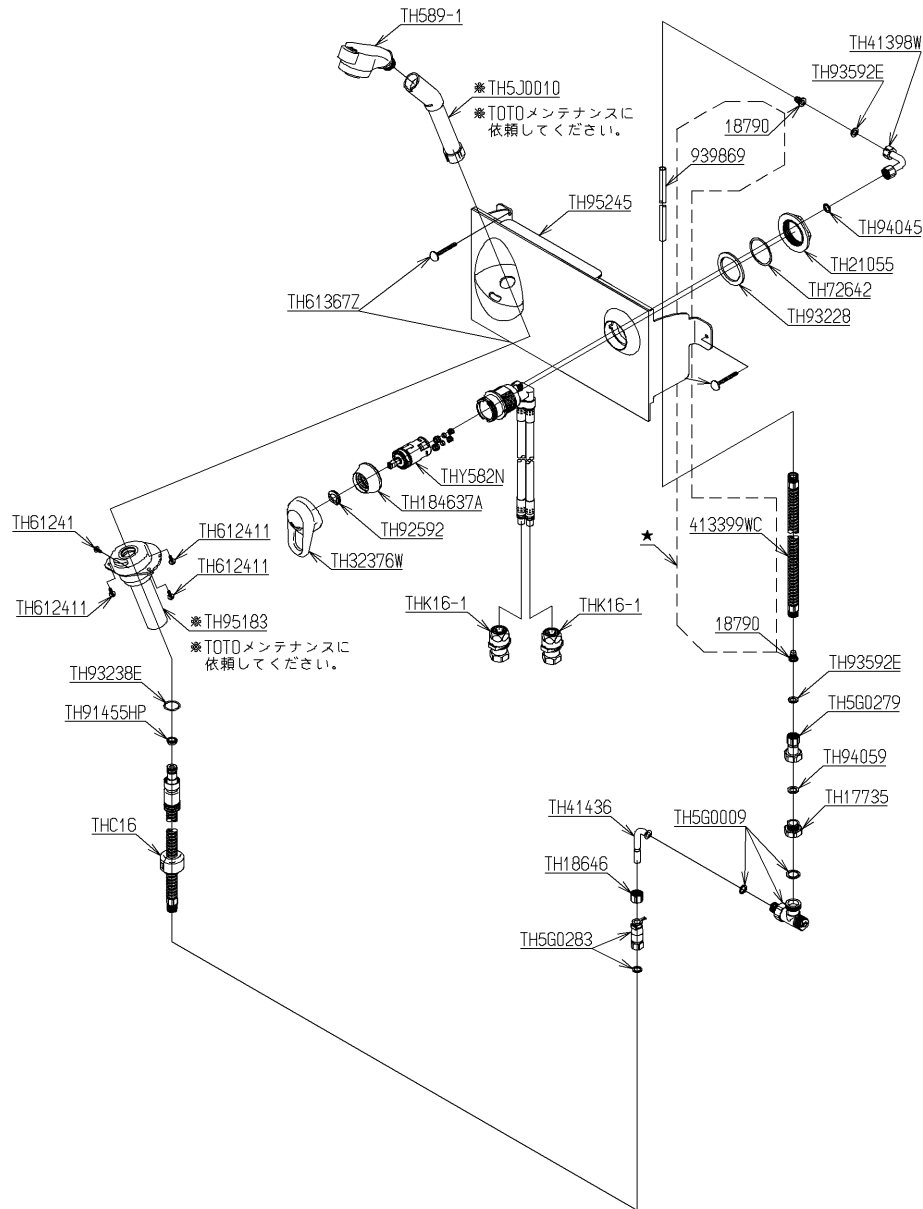 TH589-1
※TH5J0010
※TOTOメンテナンスに
依頼してください。
TH41398W
TH93592E
18790
939869
TH95245
TH94045
TH21055
TH72642
TH93228
TH61367Z
THY582N
TH184637A
TH92592
TH32376W
TH61241
TH612411
TH612411
TH612411
※TH95183
※TOTOメンテナンスに
依頼してください。
THK16-1
THK16-1
★
413399WC
18790
TH93592E
TH5G0279
TH94059
TH17735
TH5G0009
TH93238E
TH91455HP
THC16
TH41436
TH18646
TH5G0283